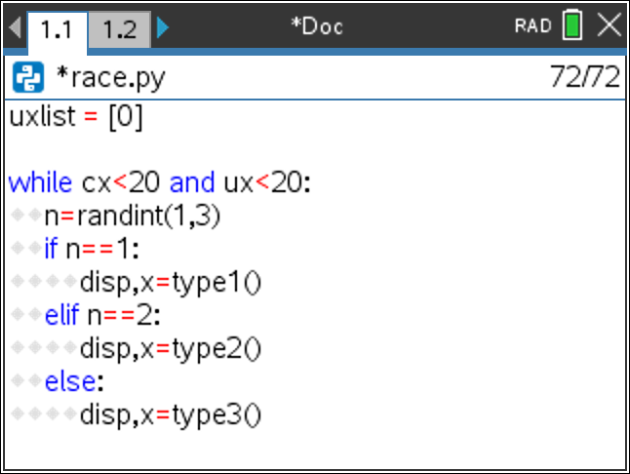 1.1 1.2 *Doc RAD
*race.py 72/72
uxlist = [0]
while cx<20 and ux<20:
n=randint(1,3)
if n==1:
disp,x=type1()
elif n==2:
disp,x=type2()
else:
disp,x=type3()